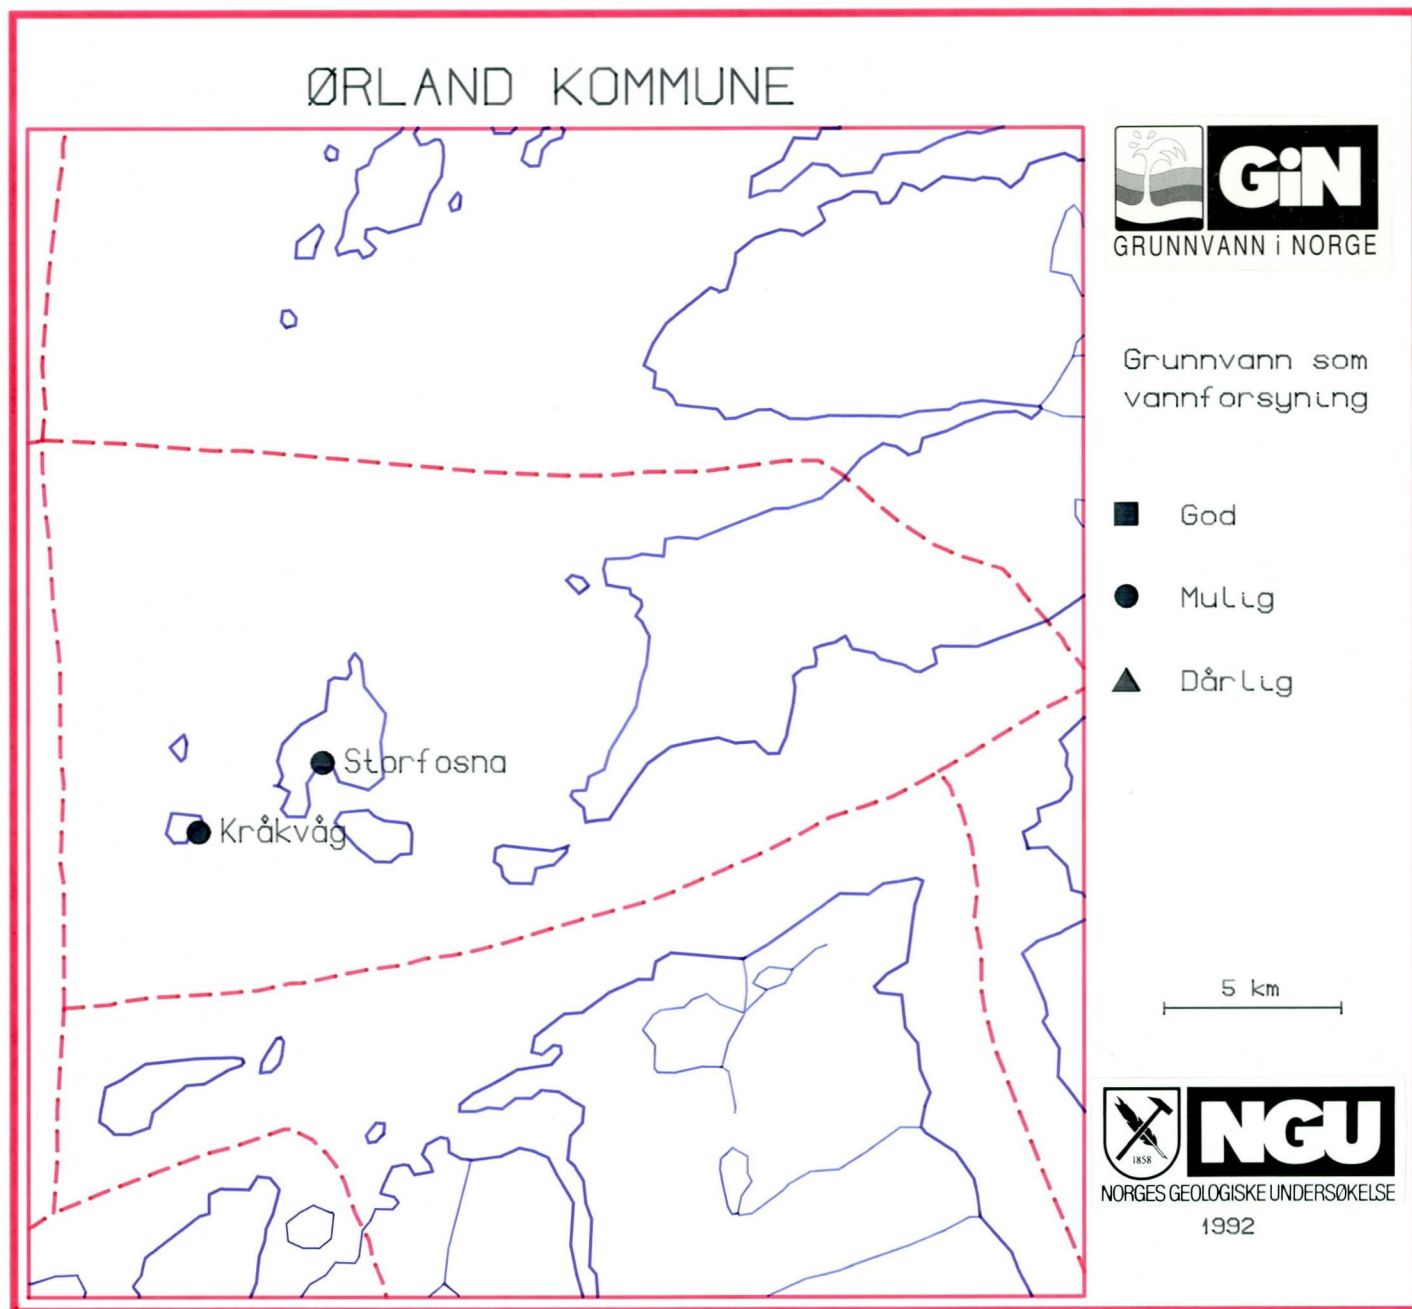 ØRLAND KOMMUNE
GiN
GRUNNVANN i NORGE
Grunnvann som
vannforsyning
God
Mulig
Dårlig
Storfosna
Kråkvåg
5 km
1858
NGU
NORGES GEOLOGISKE UNDERSØKELSE
1992